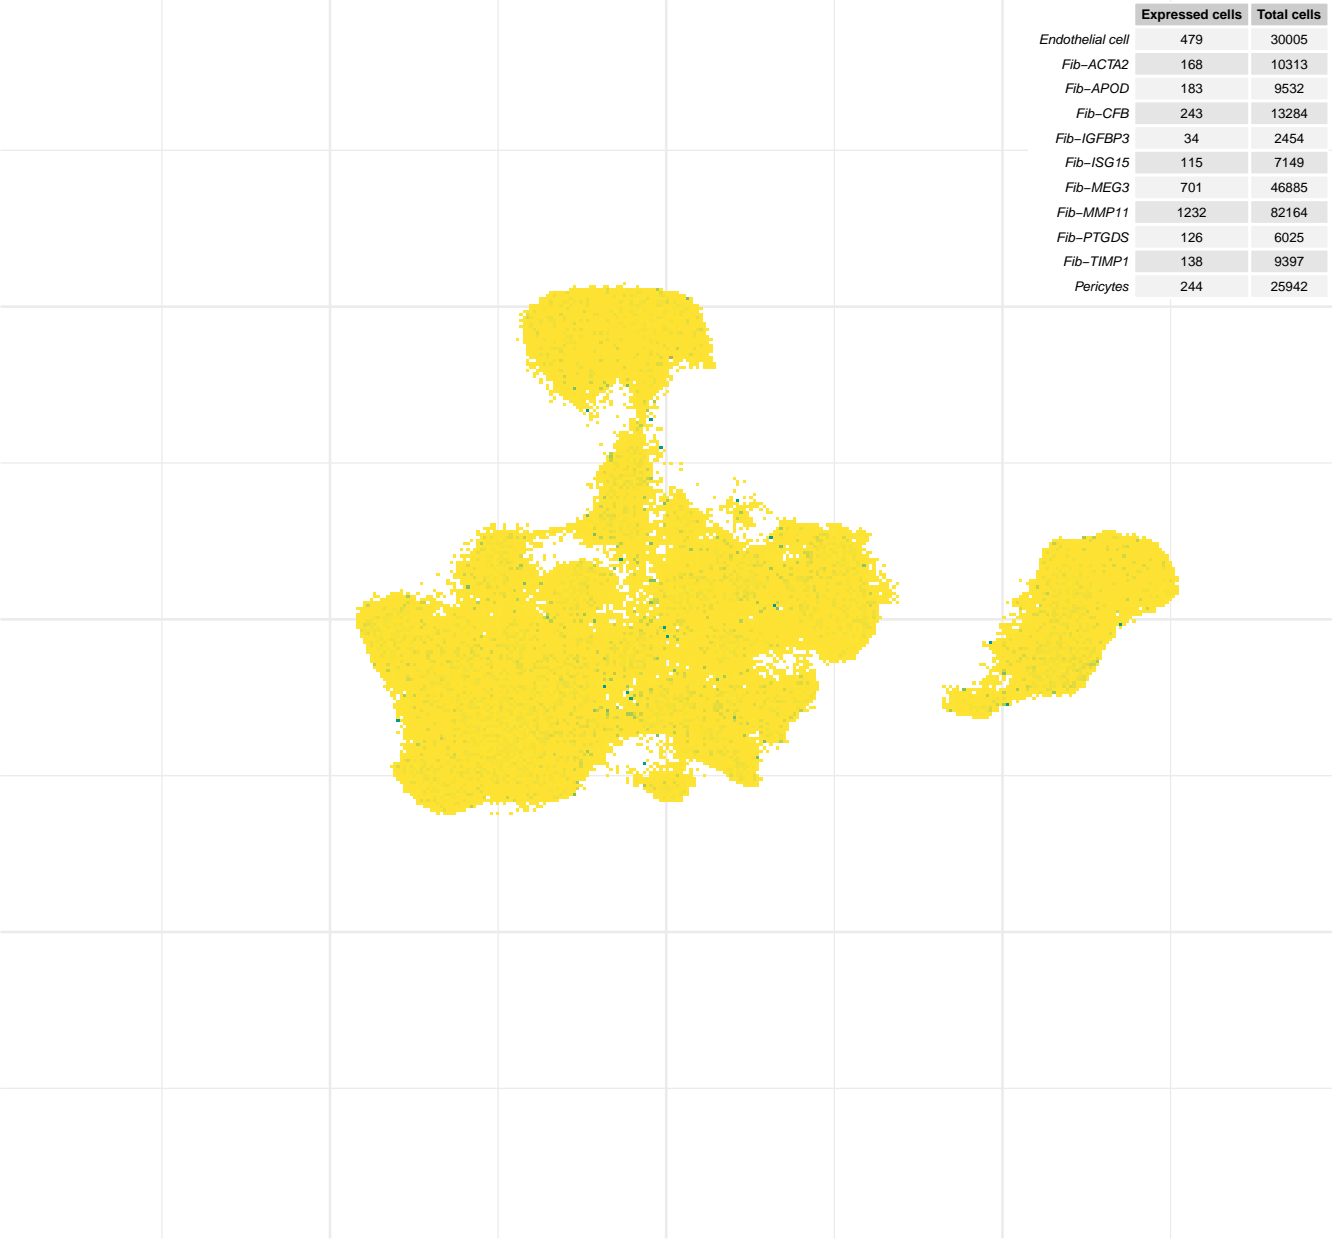 Expressed cells Total cells
Endothelial cell 479 30005
Fib−ACTA2 168 10313
Fib−APOD 183 9532
Fib−CFB 243 13284
Fib−IGFBP3 34 2454
Fib−ISG15 115 7149
Fib−MEG3 701 46885
Fib−MMP11 1232 82164
Fib−PTGDS 126 6025
Fib−TIMP1 138 9397
Pericytes 244 25942